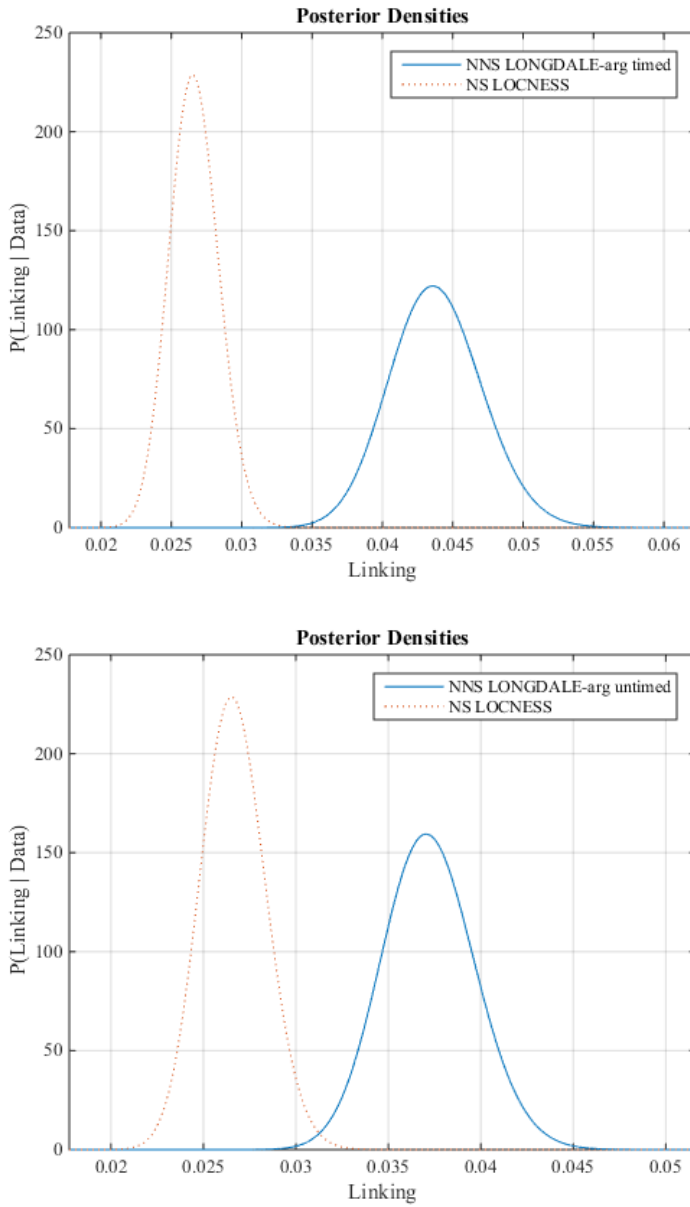 Posterior Densities
250
200
150
100
50
0
P(Linking | Data)
NNS LONGDALE-arg timed
NS LOCNESS
0.02 0.025 0.03 0.035 0.04 0.045 0.05 0.055 0.06
Linking
Posterior Densities
250
200
150
100
50
0
P(Linking | Data)
NNS LONGDALE-arg untimed
NS LOCNESS
0.02 0.025 0.03 0.035 0.04 0.045 0.05
Linking